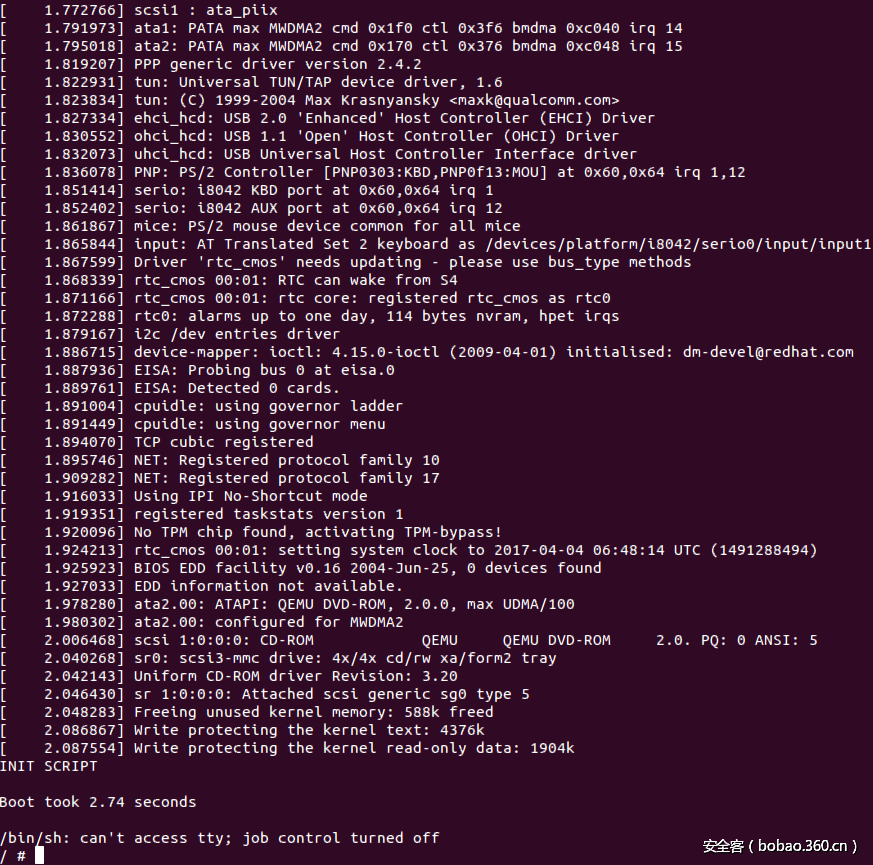 [    1.772766] scsi1 : ata_piix
[    1.791973] ata1: PATA max MWDMA2 cmd 0x1f0 ctl 0x3f6 bmdma 0xc040 irq 14
[    1.795018] ata2: PATA max MWDMA2 cmd 0x170 ctl 0x376 bmdma 0xc048 irq 15
[    1.819207] PPP generic driver version 2.4.2
[    1.822931] tun: Universal TUN/TAP device driver, 1.6
[    1.823834] tun: (C) 1999-2004 Max Krasnyansky <maxk@qualcomm.com>
[    1.827334] ehci_hcd: USB 2.0 'Enhanced' Host Controller (EHCI) Driver
[    1.830552] ohci_hcd: USB 1.1 'Open' Host Controller (OHCI) Driver
[    1.832073] uhci_hcd: USB Universal Host Controller Interface driver
[    1.836078] PNP: PS/2 Controller [PNP0303:KBD,PNP0f13:MOU] at 0x60,0x64 irq 1,12
[    1.851414] serio: i8042 KBD port at 0x60,0x64 irq 1
[    1.852402] serio: i8042 AUX port at 0x60,0x64 irq 12
[    1.861867] mice: PS/2 mouse device common for all mice
[    1.865844] input: AT Translated Set 2 keyboard as /devices/platform/i8042/serio0/input/input1
[    1.867599] Driver 'rtc_cmos' needs updating - please use bus_type methods
[    1.868339] rtc_cmos 00:01: RTC can wake from S4
[    1.871166] rtc_cmos 00:01: rtc core: registered rtc_cmos as rtc0
[    1.872288] rtc0: alarms up to one day, 114 bytes nvram, hpet irqs
[    1.879167] i2c /dev entries driver
[    1.886715] device-mapper: ioctl: 4.15.0-ioctl (2009-04-01) initialised: dm-devel@redhat.com
[    1.887936] EISA: Probing bus 0 at eisa.0
[    1.889761] EISA: Detected 0 cards.
[    1.891004] cpuidle: using governor ladder
[    1.891449] cpuidle: using governor menu
[    1.894070] TCP cubic registered
[    1.895746] NET: Registered protocol family 10
[    1.909282] NET: Registered protocol family 17
[    1.916033] Using IPI No-Shortcut mode
[    1.919351] registered taskstats version 1
[    1.920096] No TPM chip found, activating TPM-bypass!
[    1.924213] rtc_cmos 00:01: setting system clock to 2017-04-04 06:48:14 UTC (1491288494)
[    1.925923] BIOS EDD facility v0.16 2004-Jun-25, 0 devices found
[    1.927033] EDD information not available.
[    1.978280] ata2.00: ATAPI: QEMU DVD-ROM, 2.0.0, max UDMA/100
[    1.980302] ata2.00: configured for MWDMA2
[    2.006468] scsi 1:0:0:0: CD-ROM            QEMU     QEMU DVD-ROM     2.0. PQ: 0 ANSI: 5
[    2.040268] sr0: scsi3-mmc drive: 4x/4x cd/rw xa/form2 tray
[    2.042143] Uniform CD-ROM driver Revision: 3.20
[    2.046430] sr 1:0:0:0: Attached scsi generic sg0 type 5
[    2.048283] Freeing unused kernel memory: 588k freed
[    2.086867] Write protecting the kernel text: 4376k
[    2.087554] Write protecting the kernel read-only data: 1904k
INIT SCRIPT
Boot took 2.74 seconds
/bin/sh: can't access tty; job control turned off
/ #
安全客（bobao.360.cn）